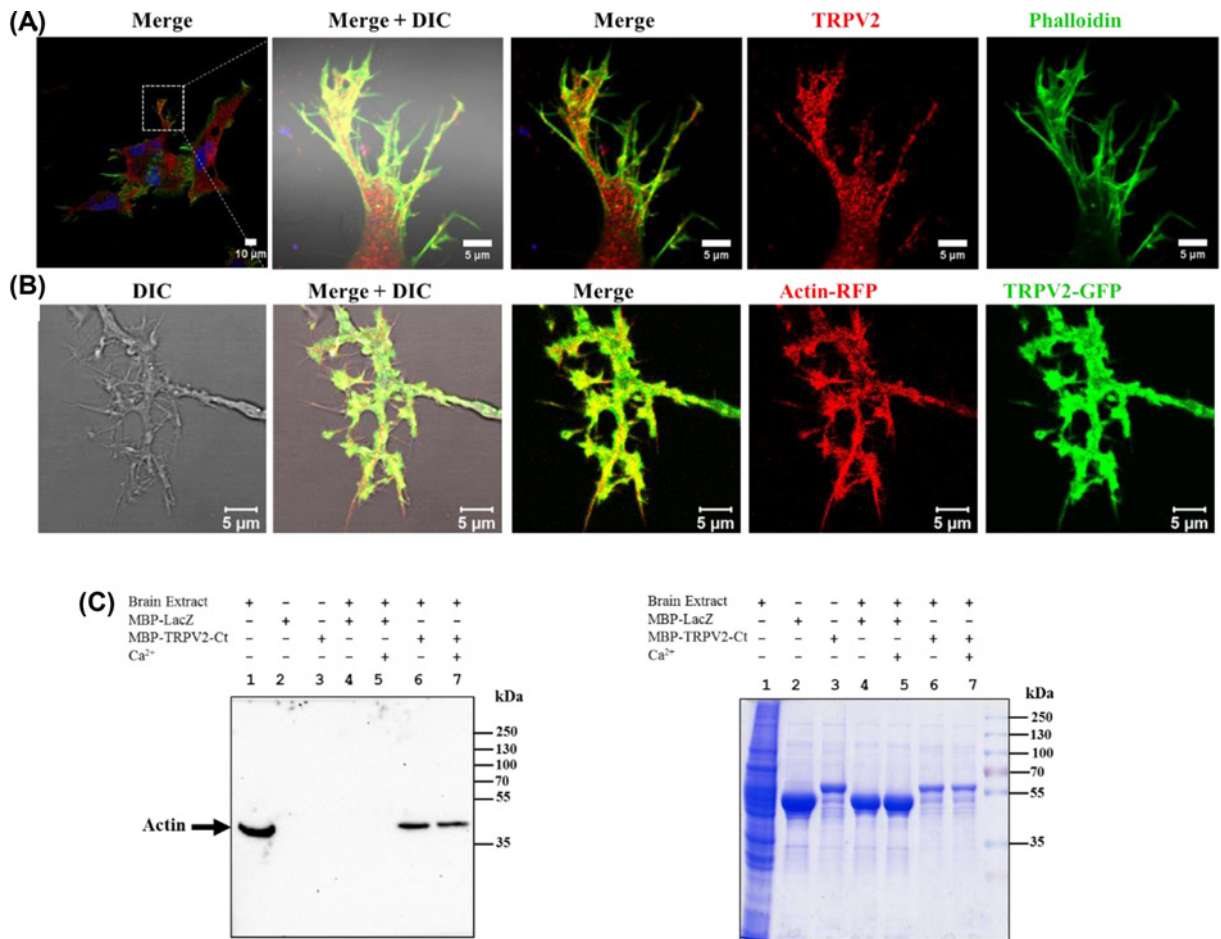 (A)
Merge Merge + DIC Merge TRPV2 Phalloidin
10 µm 5 µm 5 µm 5 µm 5 µm
(B)
DIC Merge + DIC Merge Actin-RFP TRPV2-GFP
5 µm 5 µm 5 µm 5 µm 5 µm
(C)
Brain Extract + – – + + + +
MBP-LacZ – + – + + – –
MBP-TRPV2-Ct – – + – – + +
Ca²⁺ – – – – + – +
1 2 3 4 5 6 7
kDa
250
130
100
70
55
35
Actin
Brain Extract + – – + + + +
MBP-LacZ – + – + + – –
MBP-TRPV2-Ct – – + – – + +
Ca²⁺ – – – – + – +
1 2 3 4 5 6 7
kDa
250
130
100
70
55
35